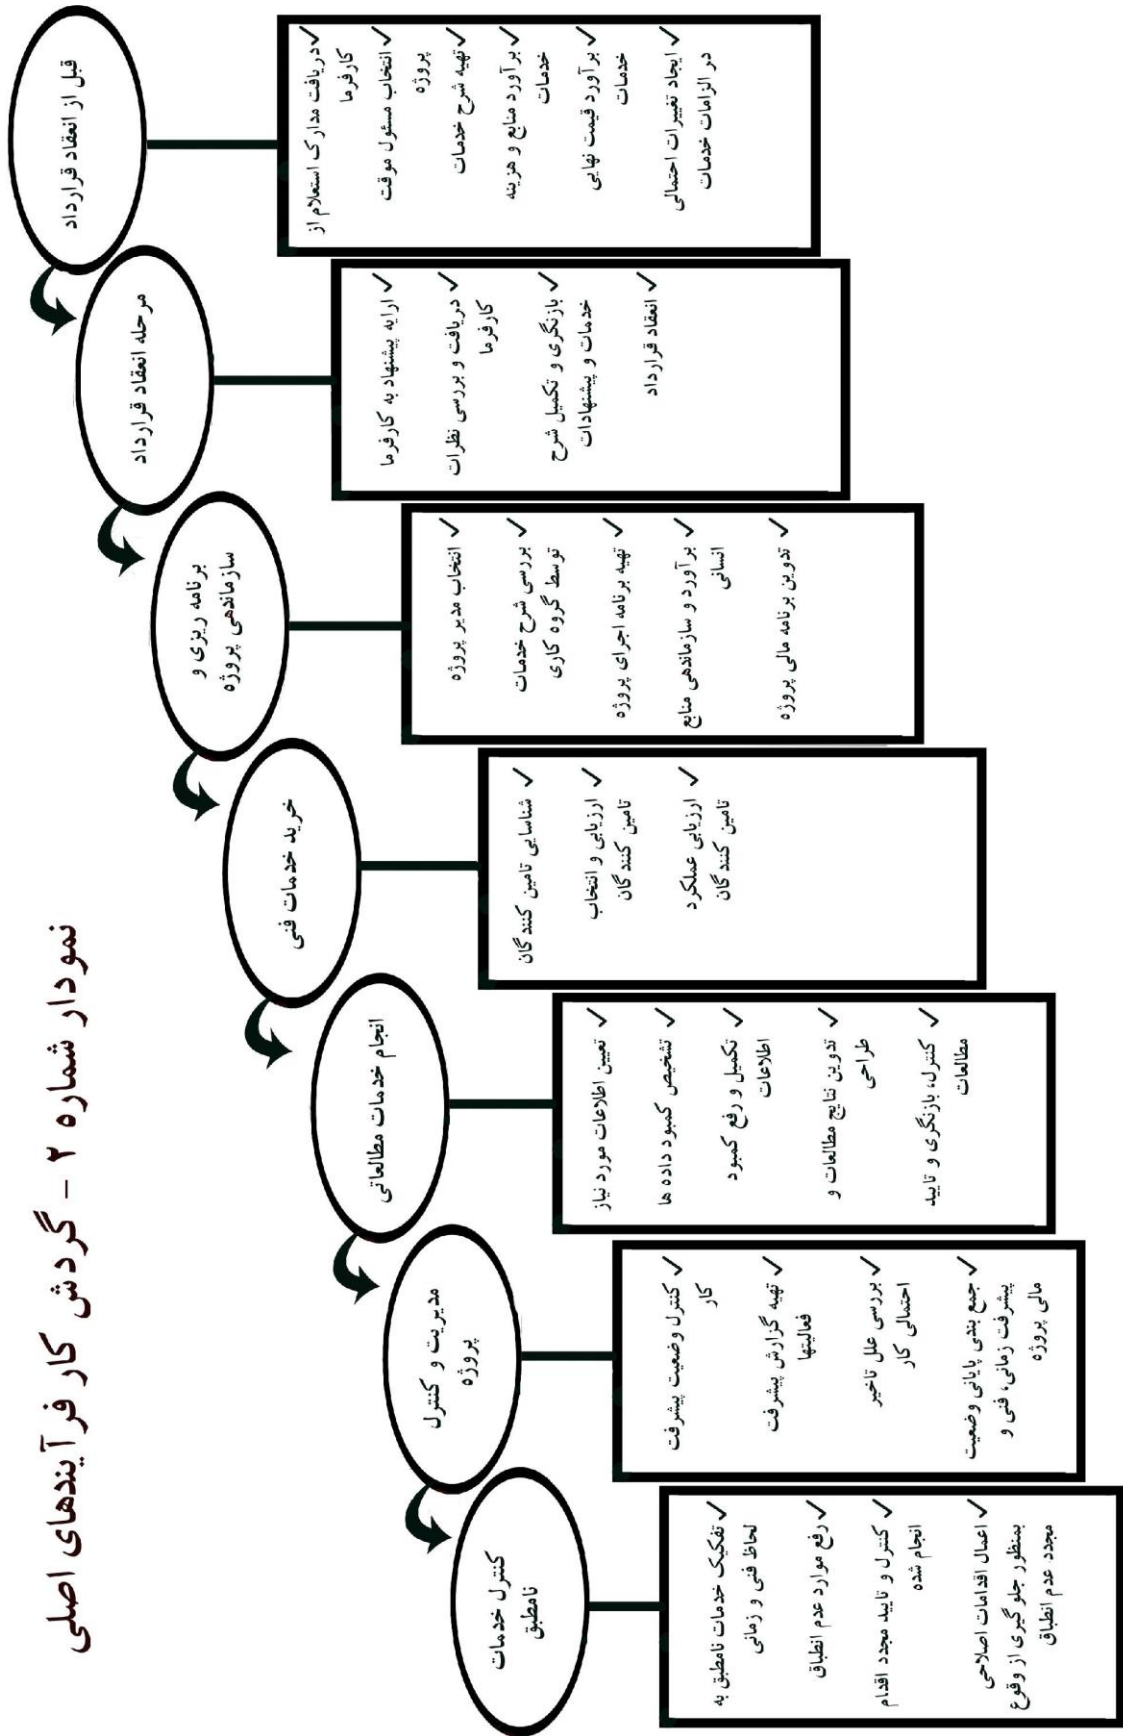 نمودار شماره ۲ - گردش کار فرآیندهای اصلی
قبل از انعقاد قرارداد
✓ دریافت مدارک استعلام از
کارفرما
✓ انتخاب مسئول موقت
پروژه
✓ تهیه شرح خدمات
✓ برآورد منابع و هزینه
خدمات
✓ برآورد قیمت نهایی
خدمات
✓ ایجاد تغییرات احتمالی
در الزامات خدمات
مرحله انعقاد قرارداد
✓ ارایه پیشنهاد به کارفرما
✓ دریافت و بررسی نظرات
کارفرما
✓ بازنگری و تکمیل شرح
خدمات و پیشنهادات
✓ انعقاد قرارداد
برنامه ریزی و
سازماندهی پروژه
✓ انتخاب مدیر پروژه
✓ بررسی شرح خدمات
توسط گروه کاری
✓ تهیه برنامه اجرای پروژه
✓ برآورد و سازماندهی منابع
انسانی
✓ تدوین برنامه مالی پروژه
خرید خدمات فنی
✓ شناسایی تامین کنندگان
✓ ارزیابی و انتخاب
تامین کنندگان
✓ ارزیابی عملکرد
تامین کنندگان
انجام خدمات مطالعاتی
✓ تعیین اطلاعات مورد نیاز
✓ تشخیص کمبود داده ها
✓ تکمیل و رفع کمبود
اطلاعات
✓ تدوین نتایج مطالعات و
طراحی
✓ کنترل، بازنگری و تایید
مطالعات
مدیریت و کنترل
پروژه
✓ کنترل وضعیت پیشرفت
کار
✓ تهیه گزارش پیشرفت
فعالیتها
✓ بررسی علل تاخیر
احتمالی کار
✓ جمع بندی پایانی وضعیت
پیشرفت زمانی، فنی و
مالی پروژه
کنترل خدمات
نامطبق
✓ تفکیک خدمات نامطبق به
لحاظ فنی و زمانی
✓ رفع موارد عدم انطباق
✓ کنترل و تایید مجدد اقدام
انجام شده
✓ اعمال اقدامات اصلاحی
بمنظور جلوگیری از وقوع
مجدد عدم انطباق